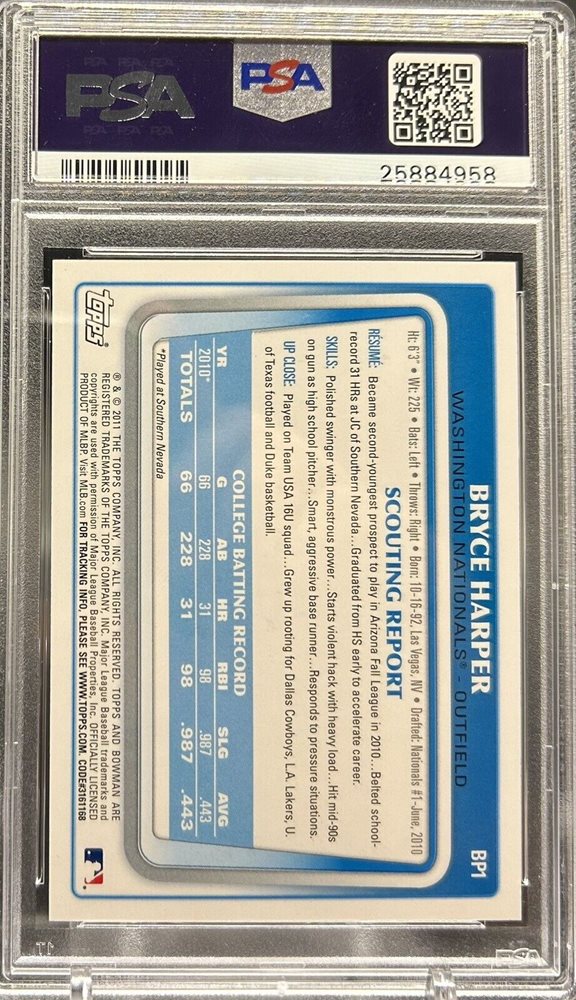 PSA
PSA
25884958
BRYCE HARPER
BP1
WASHINGTON NATIONALS® - OUTFIELD
Ht: 6'3" • Wt: 225 • Bats: Left • Throws: Right • Born: 10-16-92, Las Vegas, NV • Drafted: Nationals #1-June, 2010
SCOUTING REPORT
RÉSUMÉ: Became second-youngest prospect to play in Arizona Fall League in 2010...Belted school-
record 31 HRs at JC of Southern Nevada...Graduated from HS early to accelerate career.
SKILLS: Polished swinger with monstrous power...Starts violent hack with heavy load...Hit mid-90s
on gun as high school pitcher...Smart, aggressive base runner...Responds to pressure situations.
UP CLOSE: Played on Team USA 16U squad...Grew up rooting for Dallas Cowboys, L.A. Lakers, U.
of Texas football and Duke basketball.
COLLEGE BATTING RECORD
YR G AB HR RBI SLG AVG
2010* 66 228 31 98 .987 .443
TOTALS 66 228 31 98 .987 .443
*Played at Southern Nevada
topps
® & © 2011 THE TOPPS COMPANY, INC. ALL RIGHTS RESERVED. TOPPS AND BOWMAN ARE
REGISTERED TRADEMARKS OF THE TOPPS COMPANY, INC. Major League Baseball trademarks and
copyrights are used with permission of Major League Baseball Properties, Inc. OFFICIALLY LICENSED
PRODUCT OF MLBP. Visit MLB.com FOR TRACKING INFO, PLEASE SEE WWW.TOPPS.COM. CODE#3161168
PSA